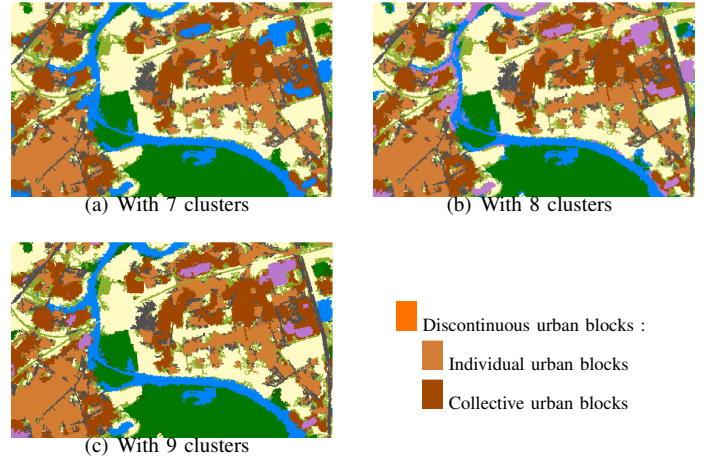 (a) With 7 clusters
(b) With 8 clusters
(c) With 9 clusters
Discontinuous urban blocks :
Individual urban blocks
Collective urban blocks